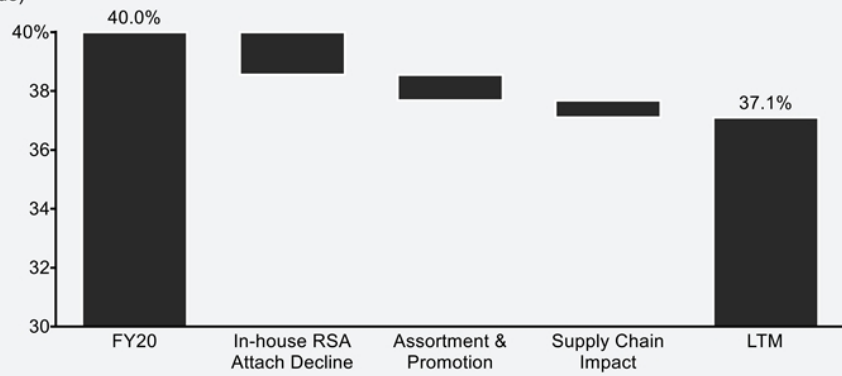 40.0%
40%
38
36
34
32
30
37.1%
FY20
In-house RSA
Attach Decline
Assortment &
Promotion
Supply Chain
Impact
LTM